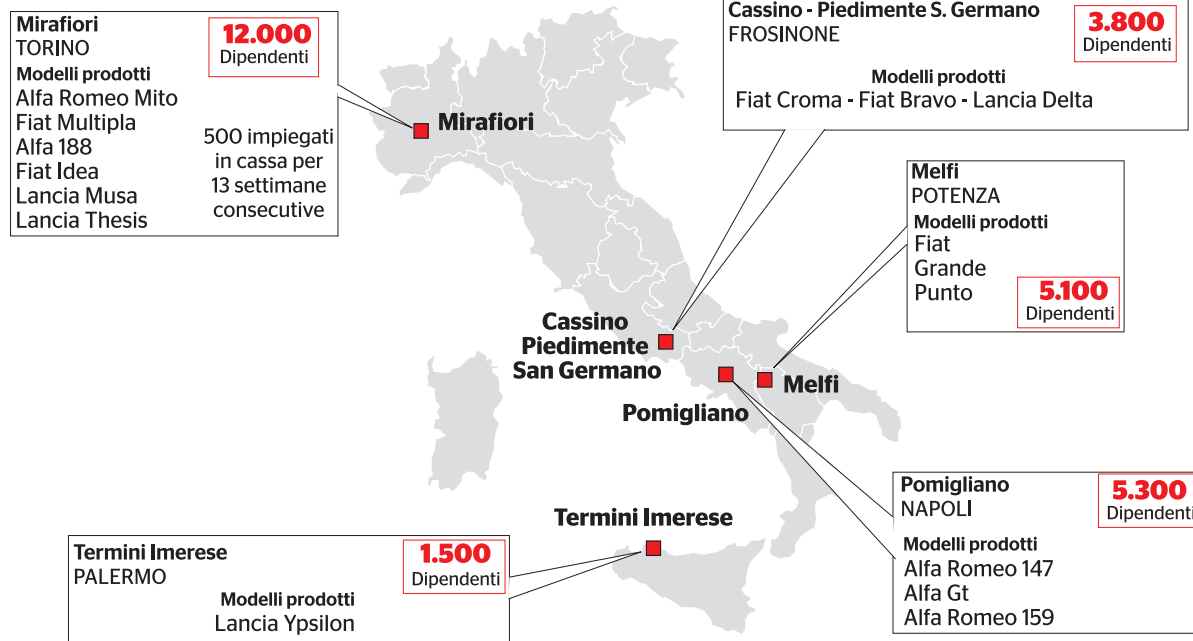 Mirafiori
TORINO
12.000
Dipendenti
Modelli prodotti
Alfa Romeo Mito
Fiat Multipla
Alfa 188
Fiat Idea
Lancia Musa
Lancia Thesis
500 impiegati
in cassa per
13 settimane
consecutive
Mirafiori
Cassino - Piedimente S. Germano
FROSINONE
3.800
Dipendenti
Modelli prodotti
Fiat Croma - Fiat Bravo - Lancia Delta
Melfi
POTENZA
Modelli prodotti
Fiat
Grande
Punto
5.100
Dipendenti
Cassino
Piedimente
San Germano
Melfi
Pomigliano
Pomigliano
NAPOLI
5.300
Dipendenti
Modelli prodotti
Alfa Romeo 147
Alfa Gt
Alfa Romeo 159
Termini Imerese
Termini Imerese
PALERMO
1.500
Dipendenti
Modelli prodotti
Lancia Ypsilon